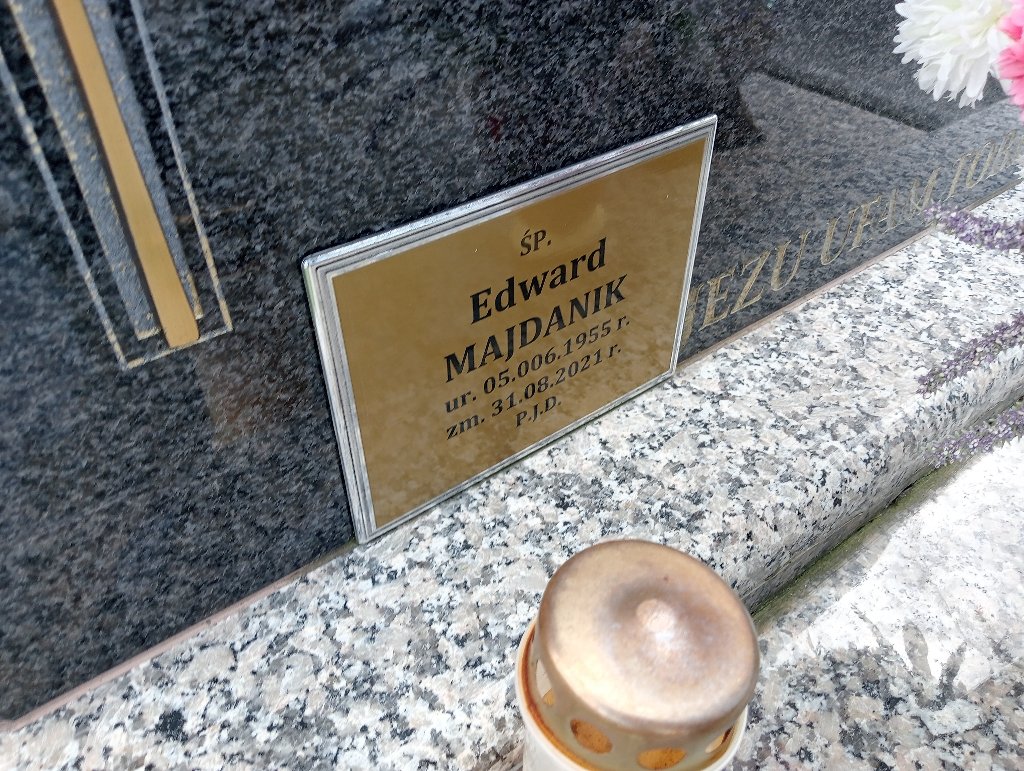 ŚP.
Edward
MAJDANIK
ur. 05.006.1955 r.
zm. 31.08.2021 r.
P.J.D.
JEZU UFAM TOBIE